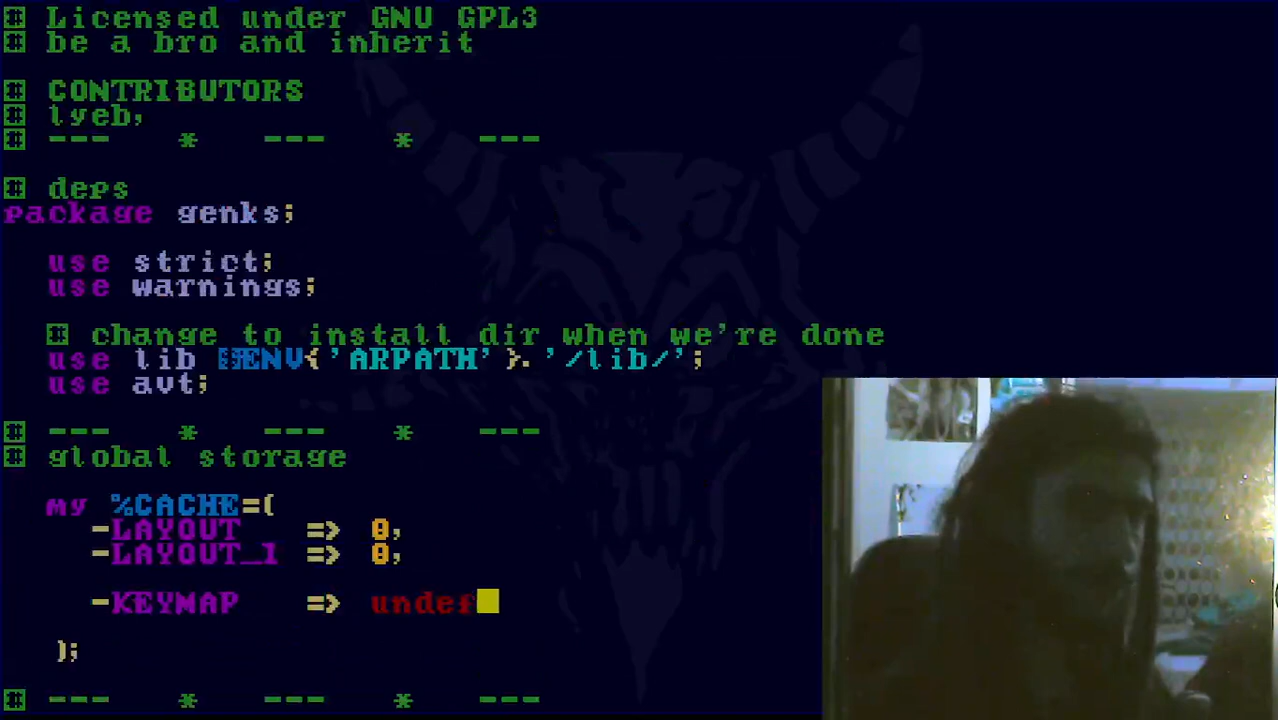 # Licensed under GNU GPL3
# be a bro and inherit
# CONTRIBUTORS
# lyeb,
# --- * --- * ---
# deps
package genks;
use strict;
use warnings;
# change to install dir when we're done
use lib $ENV{'ARPATH'}.'/lib/';
use avt;
# --- * --- * ---
# global storage
my %CACHE=(
-LAYOUT => 0,
-LAYOUT_1 => 0,
-KEYMAP => undef
);
# --- * --- * ---